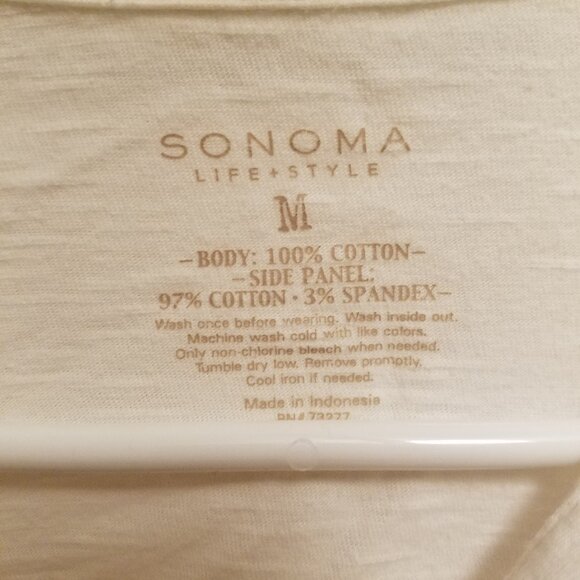 SONOMA
LIFE+STYLE
M
–BODY: 100% COTTON–
–SIDE PANEL:
97% COTTON • 3% SPANDEX–
Wash once before wearing. Wash inside out.
Machine wash cold with like colors.
Only non-chlorine bleach when needed.
Tumble dry low. Remove promptly.
Cool iron if needed.
Made in Indonesia
RN# 73277